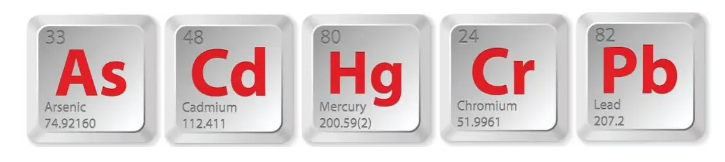 33
As
Arsenic
74.92160
48
Cd
Cadmium
112.411
80
Hg
Mercury
200.59(2)
24
Cr
Chromium
51.9961
82
Pb
Lead
207.2